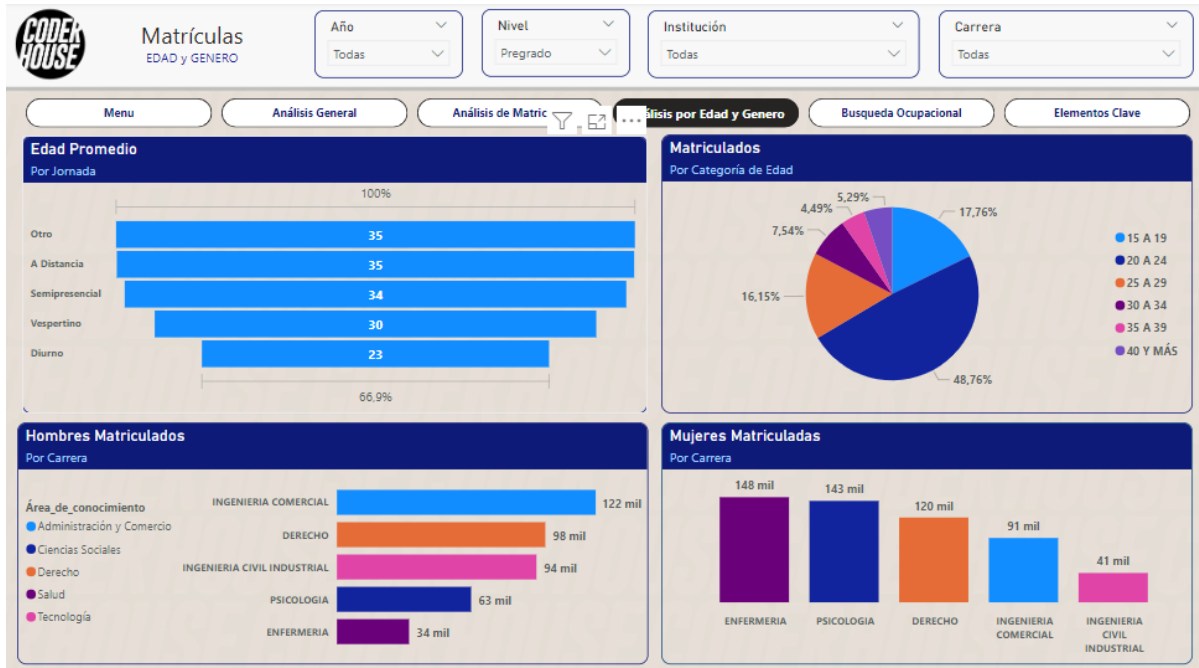 CODER
HOUSE
Matrículas
EDAD y GENERO
Año
Todas
Nivel
Pregrado
Institución
Todas
Carrera
Todas
Menu
Análisis General
Análisis de Matric
álisis por Edad y Genero
Busqueda Ocupacional
Elementos Clave
Edad Promedio
Por Jornada
100%
Otro
35
A Distancia
35
Semipresencial
34
Vespertino
30
Diurno
23
66,9%
Matriculados
Por Categoría de Edad
5,29%
4,49%
17,76%
7,54%
16,15%
48,76%
15 A 19
20 A 24
25 A 29
30 A 34
35 A 39
40 Y MÁS
Hombres Matriculados
Por Carrera
Área_de_conocimiento
Administración y Comercio
Ciencias Sociales
Derecho
Salud
Tecnología
INGENIERIA COMERCIAL
122 mil
DERECHO
98 mil
INGENIERIA CIVIL INDUSTRIAL
94 mil
PSICOLOGIA
63 mil
ENFERMERIA
34 mil
Mujeres Matriculadas
Por Carrera
148 mil
143 mil
120 mil
91 mil
41 mil
ENFERMERIA
PSICOLOGIA
DERECHO
INGENIERIA
COMERCIAL
INGENIERIA
CIVIL
INDUSTRIAL